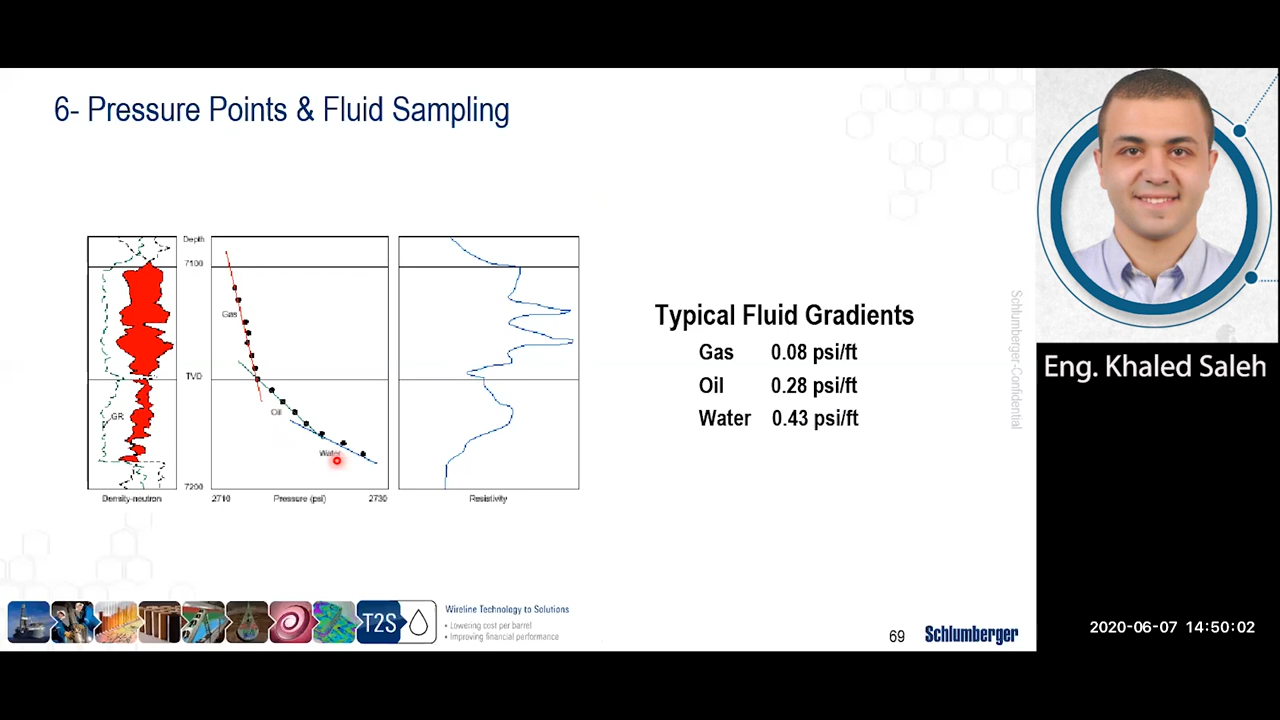 6- Pressure Points & Fluid Sampling
Depth
7100
TVD
7200
GR
Gas
Oil
Water
Density-neutron
2710
Pressure (psi)
2730
Resistivity
Typical Fluid Gradients
Gas 0.08 psi/ft
Oil 0.28 psi/ft
Water 0.43 psi/ft
Schlumberger-Confidential
T2S
Wireline Technology to Solutions
• Lowering cost per barrel
• Improving financial performance
69
Schlumberger
Eng. Khaled Saleh
2020-06-07 14:50:02